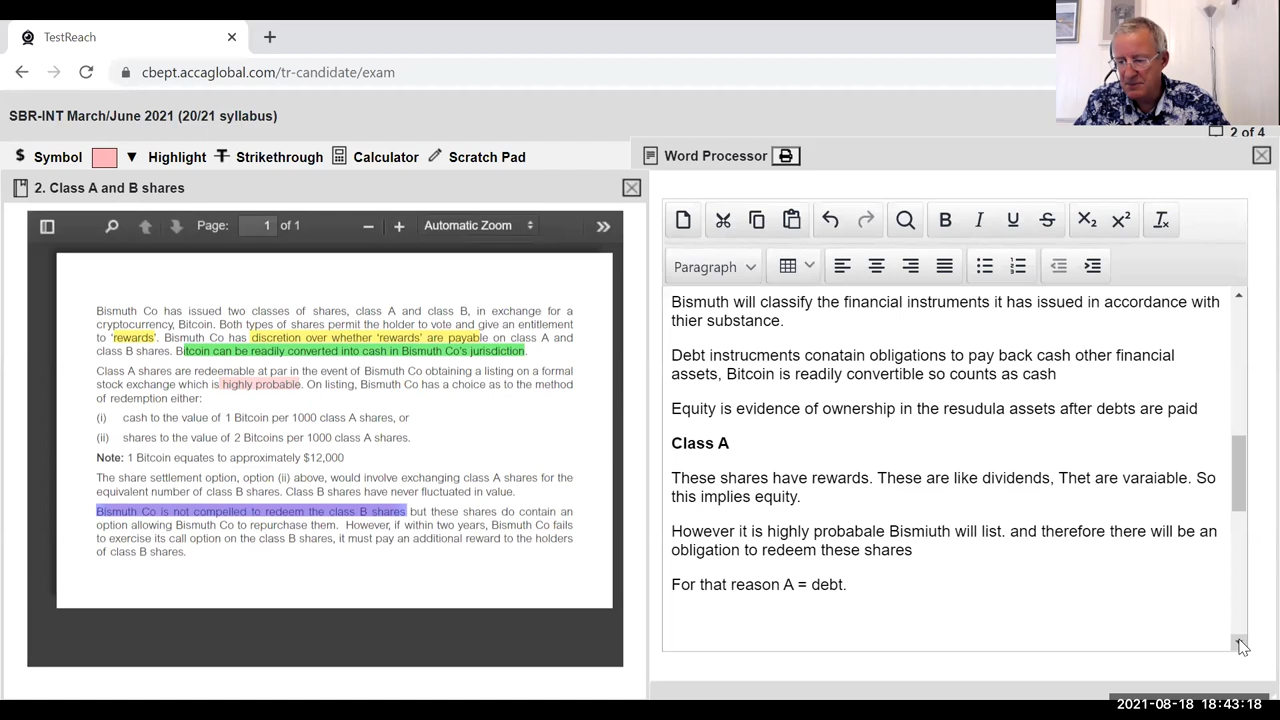 TestReach
cbept.accaglobal.com/tr-candidate/exam
SBR-INT March/June 2021 (20/21 syllabus)
2 of 4
Symbol Highlight Strikethrough Calculator Scratch Pad
Word Processor
2. Class A and B shares
Page: 1 of 1 Automatic Zoom
Bismuth Co has issued two classes of shares, class A and class B, in exchange for a
cryptocurrency, Bitcoin. Both types of shares permit the holder to vote and give an entitlement
to 'rewards'. Bismuth Co has discretion over whether 'rewards' are payable on class A and
class B shares. Bitcoin can be readily converted into cash in Bismuth Co's jurisdiction.
Class A shares are redeemable at par in the event of Bismuth Co obtaining a listing on a formal
stock exchange which is highly probable. On listing, Bismuth Co has a choice as to the method
of redemption either:
(i) cash to the value of 1 Bitcoin per 1000 class A shares, or
(ii) shares to the value of 2 Bitcoins per 1000 class A shares.
Note: 1 Bitcoin equates to approximately $12,000
The share settlement option, option (ii) above, would involve exchanging class A shares for the
equivalent number of class B shares. Class B shares have never fluctuated in value.
Bismuth Co is not compelled to redeem the class B shares but these shares do contain an
option allowing Bismuth Co to repurchase them. However, if within two years, Bismuth Co fails
to exercise its call option on the class B shares, it must pay an additional reward to the holders
of class B shares.
B I U S X₂ X² Tx
Paragraph
Bismuth will classify the financial instruments it has issued in accordance with
thier substance.
Debt instrucments conatain obligations to pay back cash other financial
assets, Bitcoin is readily convertible so counts as cash
Equity is evidence of ownership in the resudula assets after debts are paid
Class A
These shares have rewards. These are like dividends, Thet are varaiable. So
this implies equity.
However it is highly probabale Bismiuth will list. and therefore there will be an
obligation to redeem these shares
For that reason A = debt.
2021-08-18 18:43:18